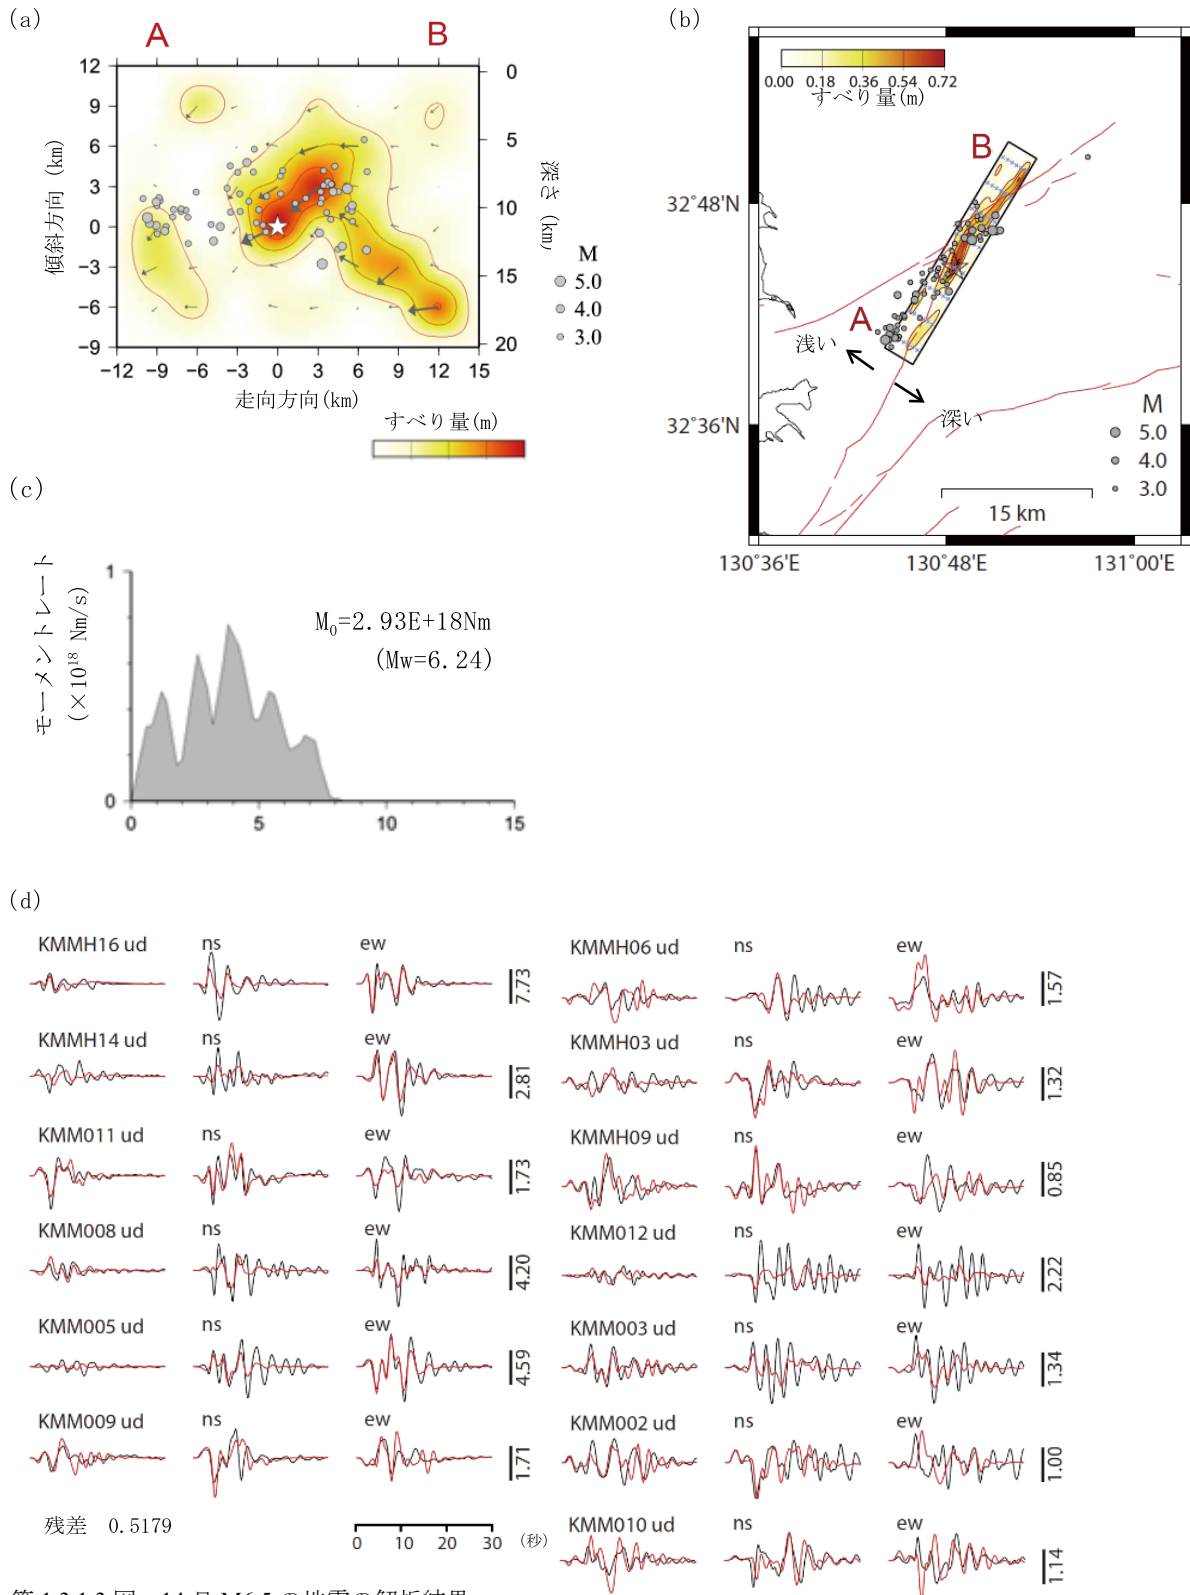 (a)
A
B
12
9
6
3
0
−3
−6
−9
傾斜方向 (km)
0
5
10
15
20
深さ (km)
−12 −9 −6 −3 0 3 6 9 12 15
走向方向(km)
M
5.0
4.0
3.0
すべり量(m)
(b)
0.00 0.18 0.36 0.54 0.72
すべり量(m)
B
A
浅い
深い
32°48'N
32°36'N
M
5.0
4.0
3.0
15 km
130°36'E 130°48'E 131°00'E
(c)
モーメントレート
(×10¹⁸ Nm/s)
1
0
M₀=2.93E+18Nm
(Mw=6.24)
0 5 10 15
(d)
KMMH16 ud ns ew 7.73
KMMH14 ud ns ew 2.81
KMM011 ud ns ew 1.73
KMM008 ud ns ew 4.20
KMM005 ud ns ew 4.59
KMM009 ud ns ew 1.71
残差 0.5179
0 10 20 30 (秒)
KMMH06 ud ns ew 1.57
KMMH03 ud ns ew 1.32
KMMH09 ud ns ew 0.85
KMM012 ud ns ew 2.22
KMM003 ud ns ew 1.34
KMM002 ud ns ew 1.00
KMM010 ud ns ew 1.14